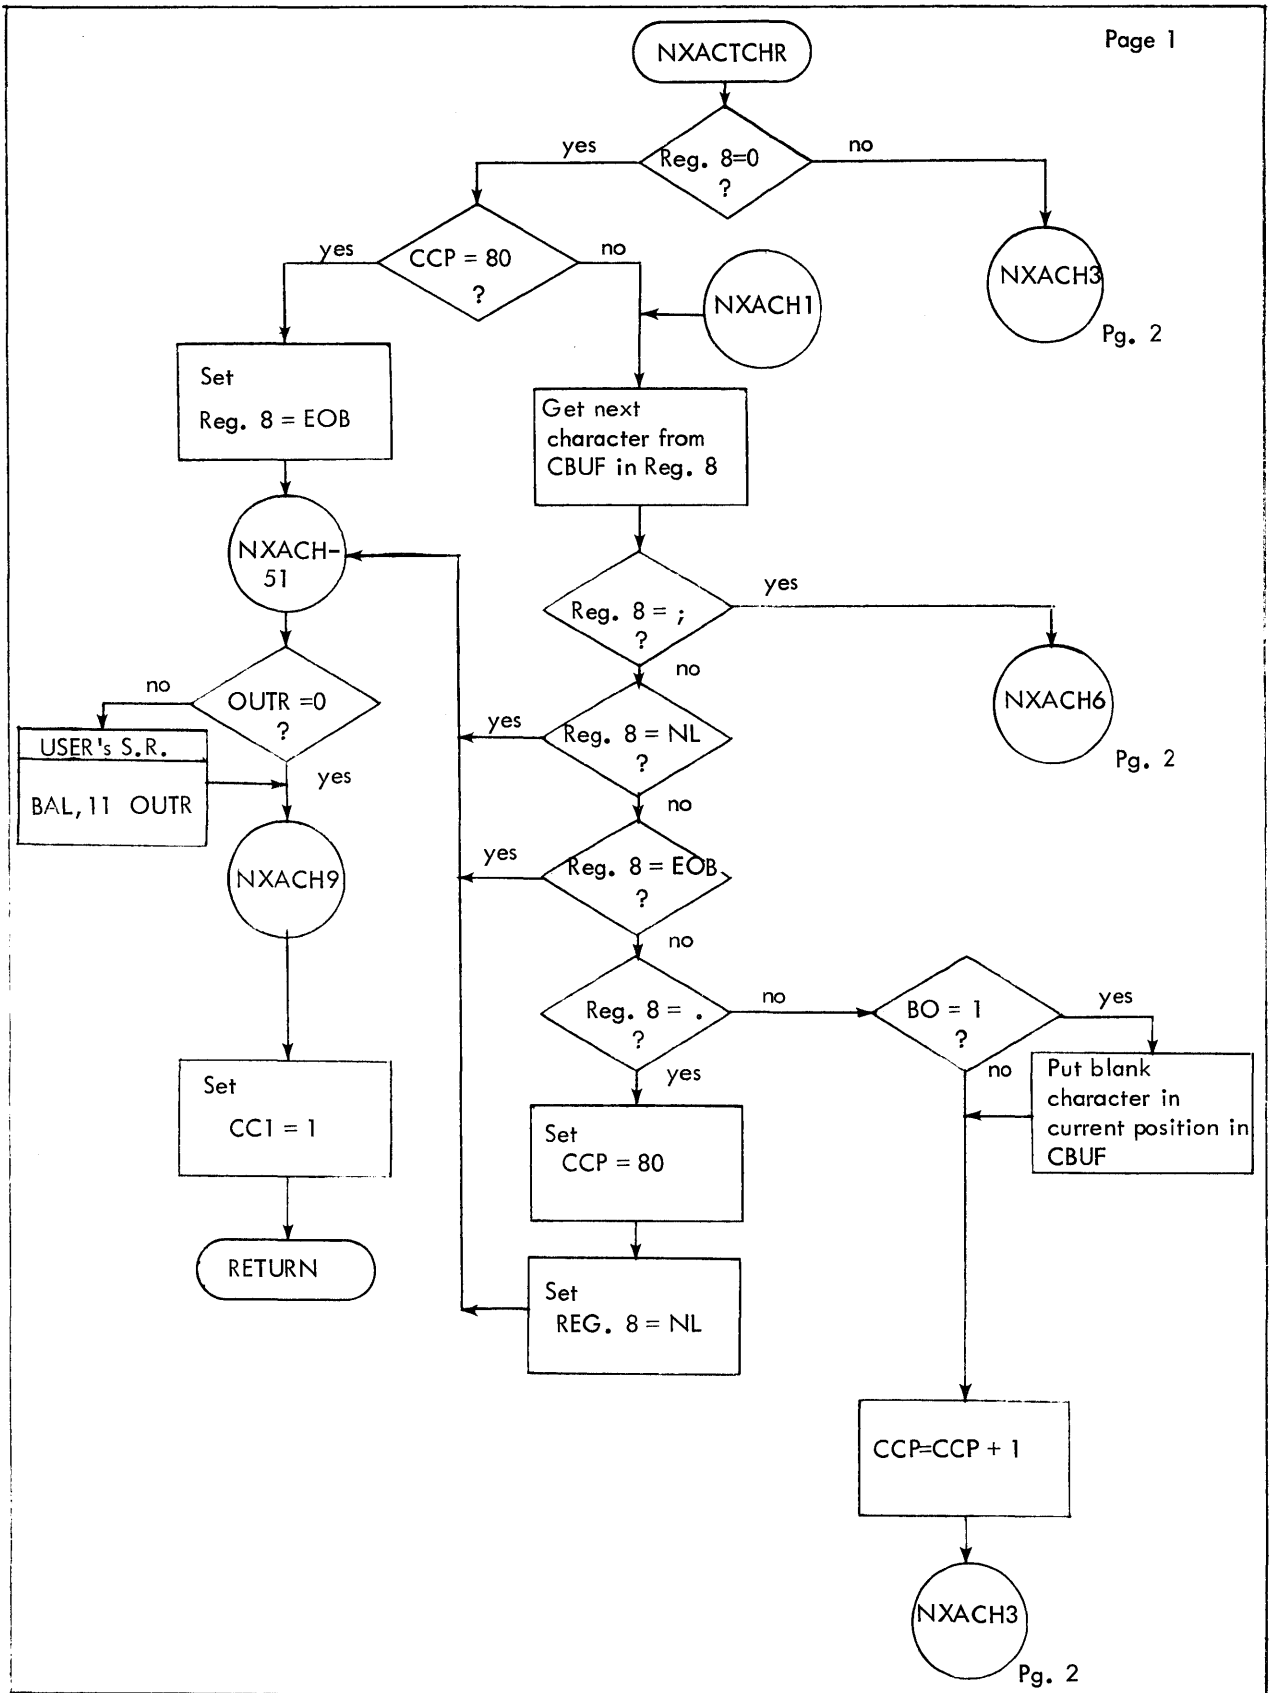 Page 1
NXACTCHR
yes
Reg. 8=0
?
no
yes
CCP = 80
?
no
NXACH1
NXACH3
Pg. 2
Set
Reg. 8 = EOB
Get next
character from
CBUF in Reg. 8
NXACH-
51
Reg. 8 = ;
?
yes
no
NXACH6
Pg. 2
no
OUTR =0
?
yes
USER's S.R.
BAL, 11 OUTR
yes
Reg. 8 = NL
?
no
NXACH9
yes
Reg. 8 = EOB
?
no
Reg. 8 = .
?
no
yes
BO = 1
?
yes
no
Put blank
character in
current position in
CBUF
Set
CC1 = 1
Set
CCP = 80
RETURN
Set
REG. 8 = NL
CCP=CCP + 1
NXACH3
Pg. 2